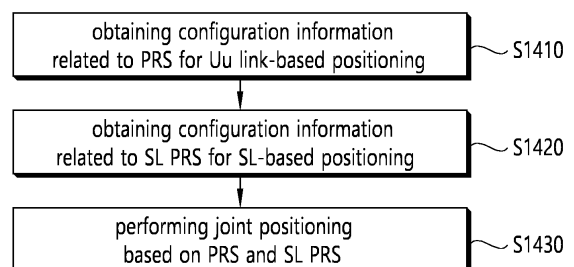 obtaining configuration information
related to PRS for Uu link-based positioning
S1410
obtaining configuration information
related to SL PRS for SL-based positioning
S1420
performing joint positioning
based on PRS and SL PRS
S1430